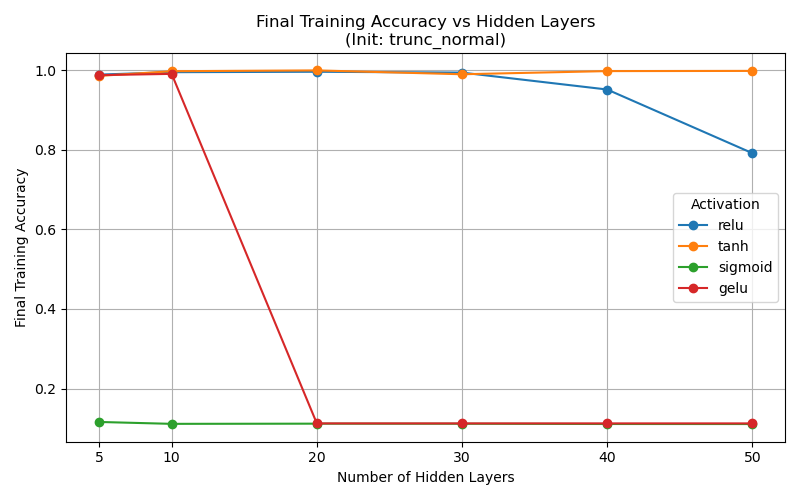 Final Training Accuracy vs Hidden Layers
(Init: trunc_normal)
Final Training Accuracy
1.0
0.8
0.6
0.4
0.2
Activation
relu
tanh
sigmoid
gelu
5
10
20
30
40
50
Number of Hidden Layers